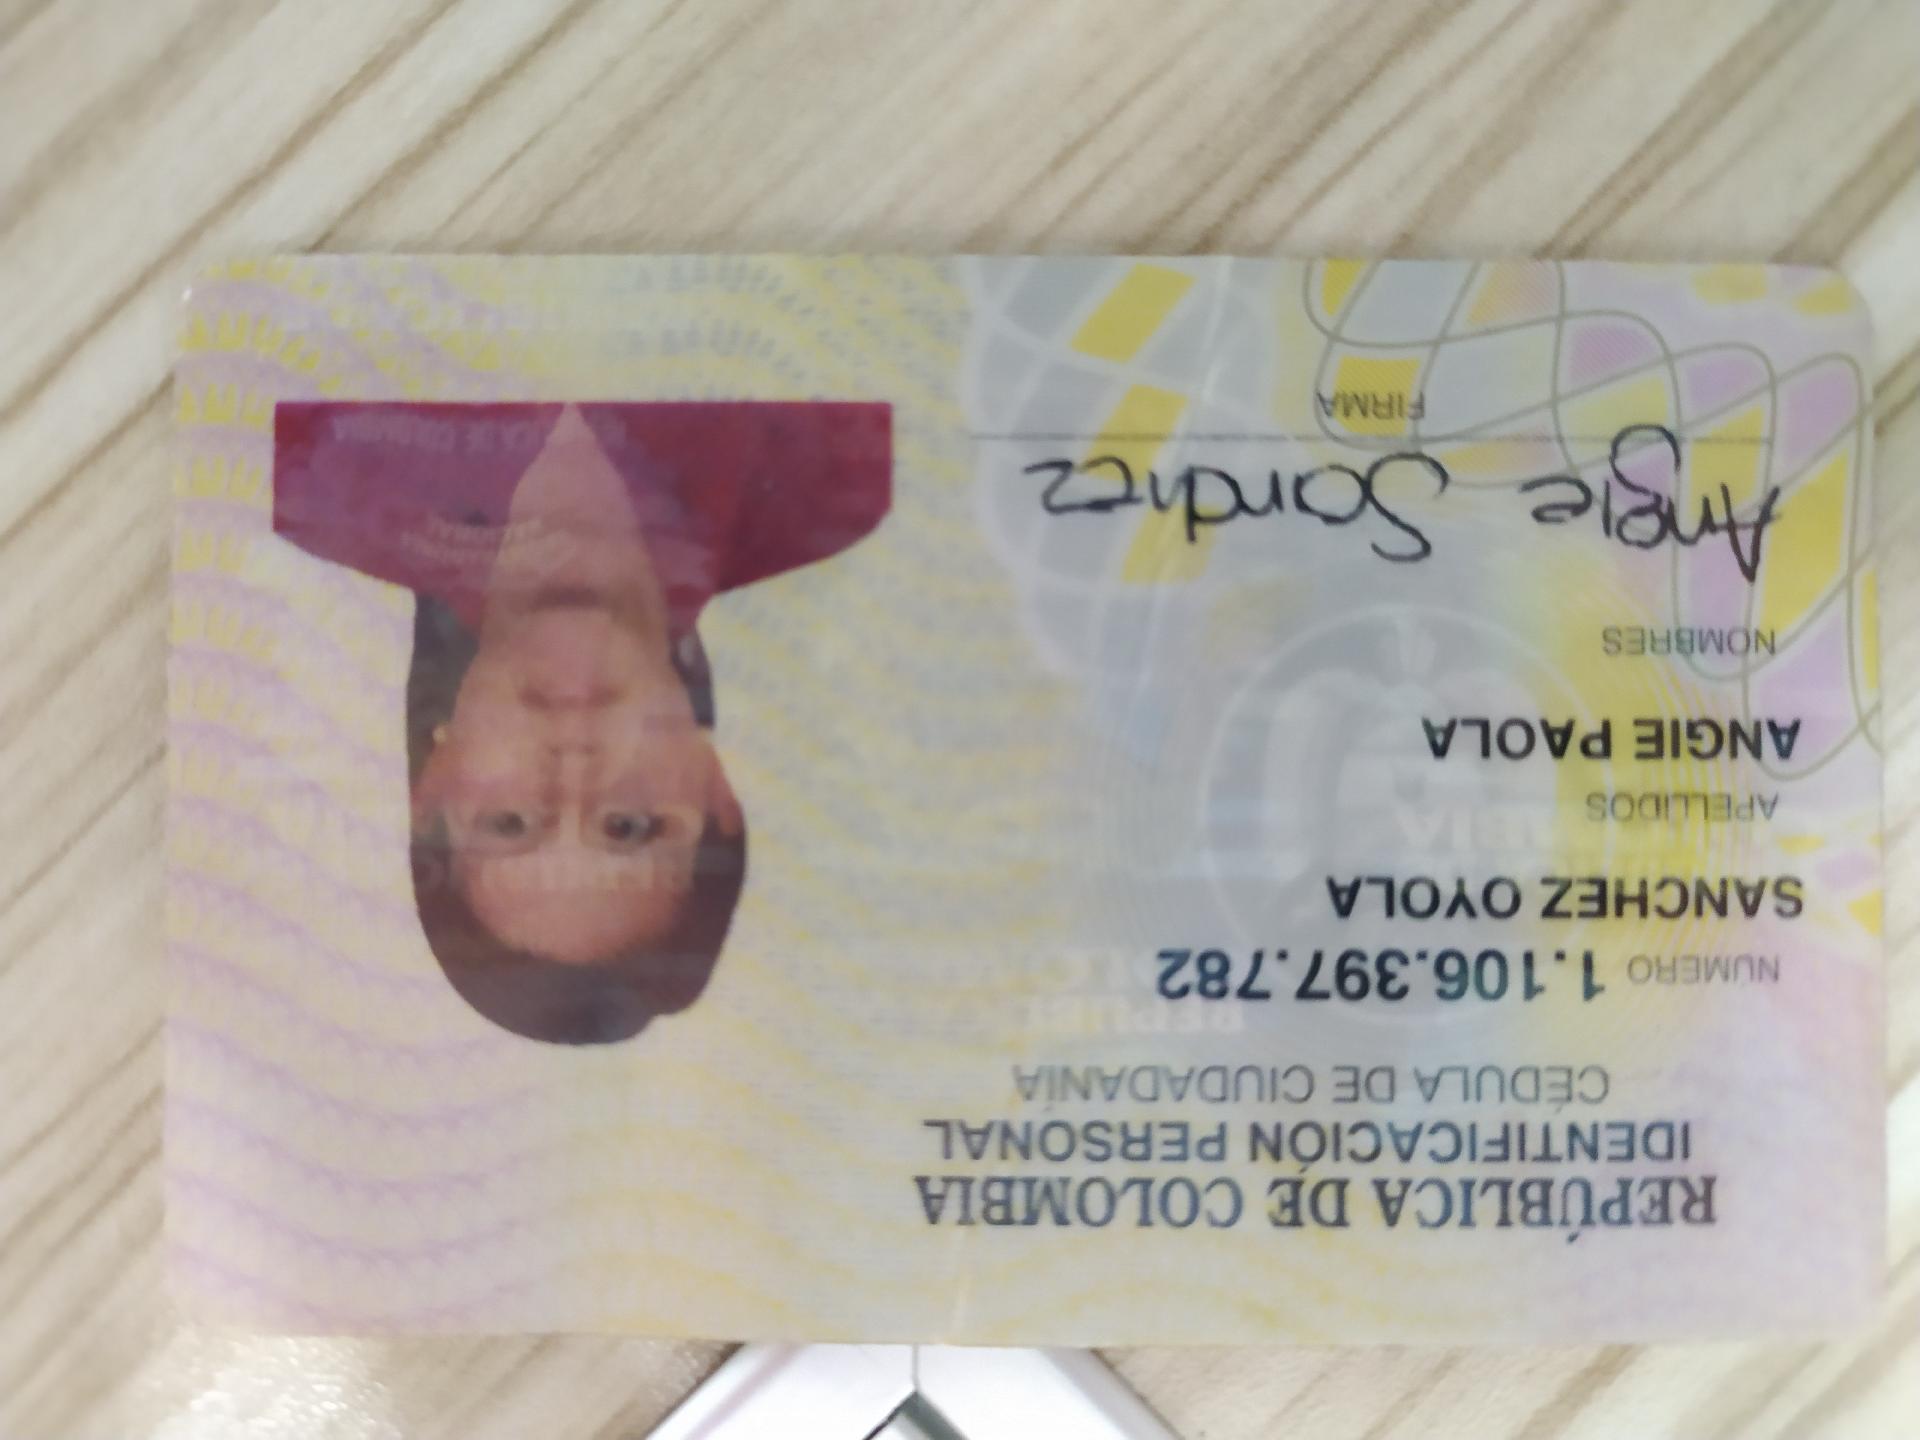 REPÚBLICA DE COLOMBIA
IDENTIFICACIÓN PERSONAL
CÉDULA DE CIUDADANÍA
NÚMERO 1.106.397.782
SANCHEZ OYOLA
APELLIDOS
ANGIE PAOLA
NOMBRES
Angie Sanchez
FIRMA